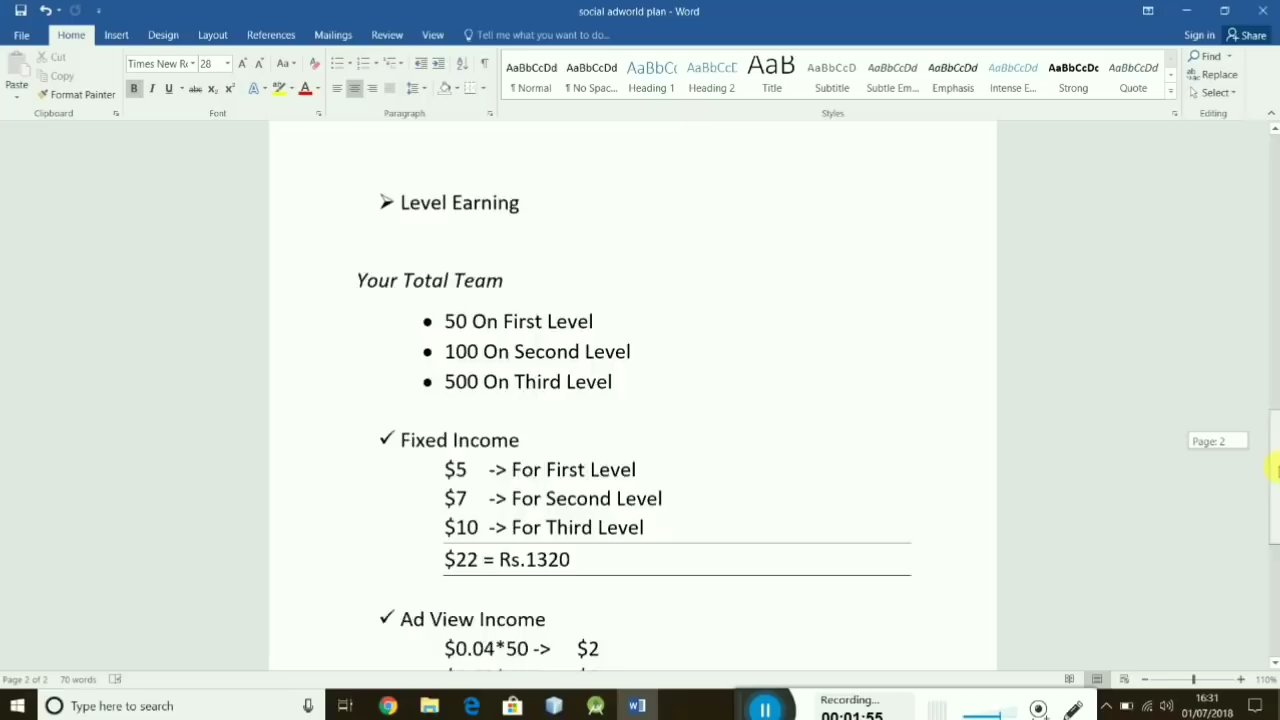 social adworld plan - Word
File Home Insert Design Layout References Mailings Review View Tell me what you want to do... Sign in Share
Paste Cut Copy Format Painter
Clipboard
Times New Ro 28
Font
Paragraph
AaBbCcDd AaBbCcDd AaBbCc AaBbCcD AaB AaBbCcD AaBbCcDd AaBbCcDd AaBbCcDd AaBbCcDc AaBbCcDd
¶ Normal ¶ No Spac... Heading 1 Heading 2 Title Subtitle Subtle Em... Emphasis Intense E... Strong Quote
Styles
Find
Replace
Select
Editing
➢ Level Earning
Your Total Team
• 50 On First Level
• 100 On Second Level
• 500 On Third Level
✓ Fixed Income
$5 -> For First Level
$7 -> For Second Level
$10 -> For Third Level
$22 = Rs.1320
✓ Ad View Income
$0.04*50 -> $2
Page: 2
Page 2 of 2 70 words 110%
Type here to search
Recording...
00:01:55
16:31
01/07/2018